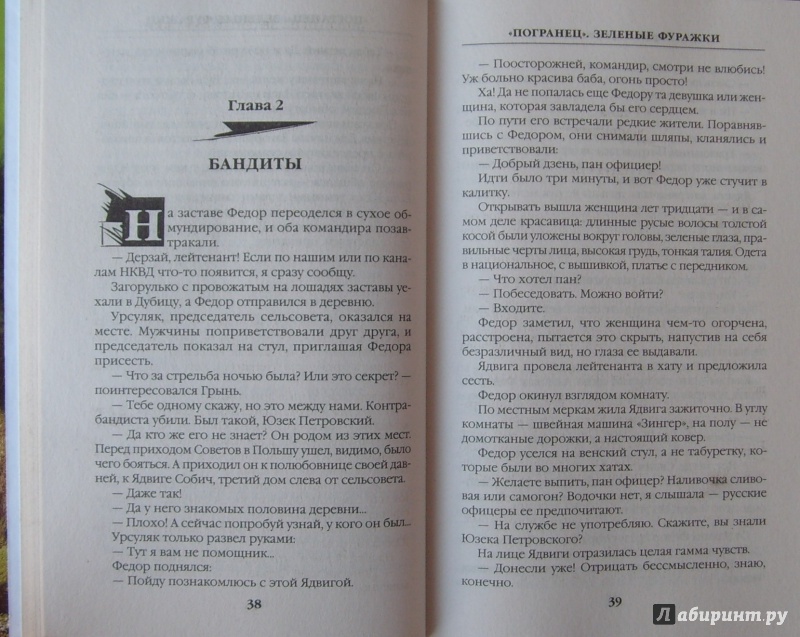 Глава 2
БАНДИТЫ
На заставе Федор переоделся в сухое об-
мундирование, и оба командира позав-
тракали.
— Дерзай, лейтенант! Если по нашим или по кана-
лам НКВД что-то появится, я сразу сообщу.
Загорулько с провожатым на лошадях заставы уе-
хали в Дубицу, а Федор отправился в деревню.
Урсуляк, председатель сельсовета, оказался на
месте. Мужчины поприветствовали друг друга, и
председатель показал на стул, приглашая Федора
присесть.
— Что за стрельба ночью была? Или это секрет? —
поинтересовался Грынь.
— Тебе одному скажу, но это между нами. Контра-
бандиста убили. Был такой, Юзек Петровский.
— Да кто же его не знает? Он родом из этих мест.
Перед приходом Советов в Польшу ушел, видимо, было
чего бояться. А приходил он к полюбовнице своей дав-
ней, к Ядвиге Собич, третий дом слева от сельсовета.
— Даже так!
— Да у него знакомых половина деревни...
— Плохо! А сейчас попробуй узнай, у кого он был...
Урсуляк только развел руками:
— Тут я вам не помощник...
Федор поднялся:
— Пойду познакомлюсь с этой Ядвигой.
38
«ПОГРАНЕЦ». ЗЕЛЕНЫЕ ФУРАЖКИ
— Поосторожней, командир, смотри не влюбись!
Уж больно красива баба, огонь просто!
Ха! Да не попалась еще Федору та девушка или жен-
щина, которая завладела бы его сердцем.
По пути его встречали редкие жители. Поравняв-
шись с Федором, они снимали шляпы, кланялись и
приветствовали:
— Добрый дзень, пан официер!
Идти было три минуты, и вот Федор уже стучит в
калитку.
Открывать вышла женщина лет тридцати — и в са-
мом деле красавица: длинные русые волосы толстой
косой были уложены вокруг головы, зеленые глаза, пра-
вильные черты лица, высокая грудь, тонкая талия. Одета
в национальное, с вышивкой, платье с передником.
— Что хотел пан?
— Побеседовать. Можно войти?
— Входите.
Федор заметил, что женщина чем-то огорчена,
расстроена, пытается это скрыть, напустив на себя
безразличный вид, но глаза ее выдавали.
Ядвига провела лейтенанта в хату и предложила
сесть.
Федор окинул взглядом комнату.
По местным меркам жила Ядвига зажиточно. В углу
комнаты — швейная машина «Зингер», на полу — не
домотканые дорожки, а настоящий ковер.
Федор уселся на венский стул, а не табуретку, ко-
торые были во многих хатах.
— Желаете выпить, пан офицер? Наливочка сливо-
вая или самогон? Водочки нет, я слышала — русские
офицеры ее предпочитают.
— На службе не употребляю. Скажите, вы знали
Юзека Петровского?
На лице Ядвиги отразилась целая гамма чувств.
— Донесли уже! Отрицать бессмысленно, знаю,
конечно.
39
Лабиринт.ру